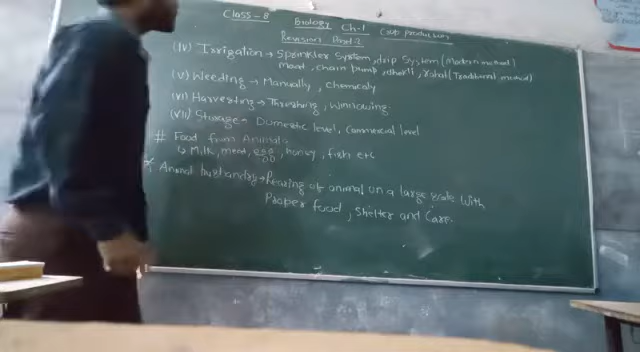 Class-8 Biology Ch-1 Crop production
Revision Part-2
(iv) Irrigation → Sprinkler System, drip System (Modern method)
moat, chain pump, dhekli, rahat (Traditional method)
(v) Weeding → Manually, chemically
(vi) Harvesting → Threshing, Winnowing
(vii) Storage → Domestic level, Commercial level
# Food from Animals
↳ Milk, meat, egg, honey, fish etc
* Animal husbandry → Rearing of animal on a large scale with
Proper food, Shelter and Care.